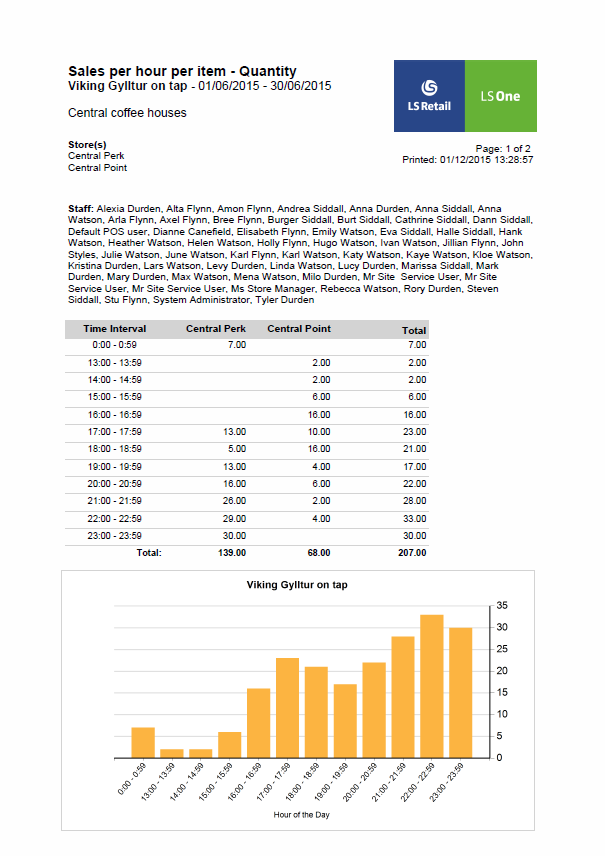 Sales per hour per item - Quantity
Viking Gylltur on tap - 01/06/2015 - 30/06/2015
Central coffee houses
LS Retail
LS One
Store(s)
Central Perk
Central Point
Page: 1 of 2
Printed: 01/12/2015 13:28:57
Staff: Alexia Durden, Alta Flynn, Amon Flynn, Andrea Siddall, Anna Durden, Anna Siddall, Anna
Watson, Arla Flynn, Axel Flynn, Bree Flynn, Burger Siddall, Burt Siddall, Cathrine Siddall, Dann Siddall,
Default POS user, Dianne Canefield, Elisabeth Flynn, Emily Watson, Eva Siddall, Halle Siddall, Hank
Watson, Heather Watson, Helen Watson, Holly Flynn, Hugo Watson, Ivan Watson, Jillian Flynn, John
Styles, Julie Watson, June Watson, Karl Flynn, Karl Watson, Katy Watson, Kaye Watson, Kloe Watson,
Kristina Durden, Lars Watson, Levy Durden, Linda Watson, Lucy Durden, Marissa Siddall, Mark
Durden, Mary Durden, Max Watson, Mena Watson, Milo Durden, Mr Site Service User, Mr Site
Service User, Mr Site Service User, Ms Store Manager, Rebecca Watson, Rory Durden, Steven
Siddall, Stu Flynn, System Administrator, Tyler Durden
Time Interval Central Perk Central Point Total
0:00 - 0:59 7.00 7.00
13:00 - 13:59 2.00 2.00
14:00 - 14:59 2.00 2.00
15:00 - 15:59 6.00 6.00
16:00 - 16:59 16.00 16.00
17:00 - 17:59 13.00 10.00 23.00
18:00 - 18:59 5.00 16.00 21.00
19:00 - 19:59 13.00 4.00 17.00
20:00 - 20:59 16.00 6.00 22.00
21:00 - 21:59 26.00 2.00 28.00
22:00 - 22:59 29.00 4.00 33.00
23:00 - 23:59 30.00 30.00
Total: 139.00 68.00 207.00
Viking Gylltur on tap
35
30
25
20
15
10
5
0
0:00 - 0:59 13:00 - 13:59 14:00 - 14:59 15:00 - 15:59 16:00 - 16:59 17:00 - 17:59 18:00 - 18:59 19:00 - 19:59 20:00 - 20:59 21:00 - 21:59 22:00 - 22:59 23:00 - 23:59
Hour of the Day